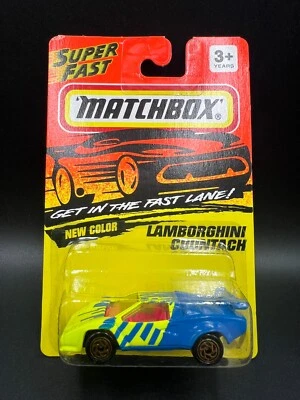 SUPER
FAST
3+
YEARS
MATCHBOX®
GET IN THE FAST LANE!
NEW COLOR
LAMBORGHINI
COUNTACH